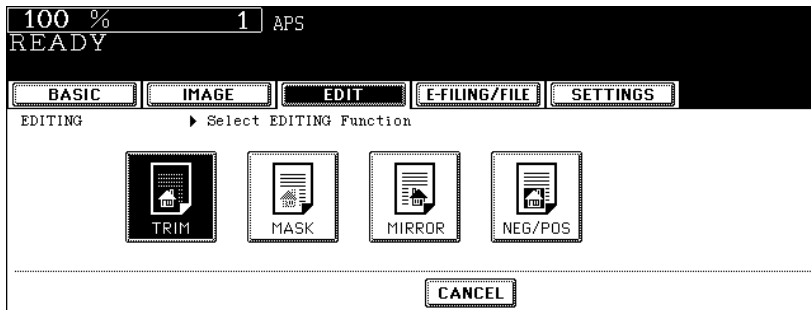 100 % 1 APS
READY
BASIC IMAGE EDIT E-FILING/FILE SETTINGS
EDITING ▶ Select EDITING Function
TRIM MASK MIRROR NEG/POS
CANCEL